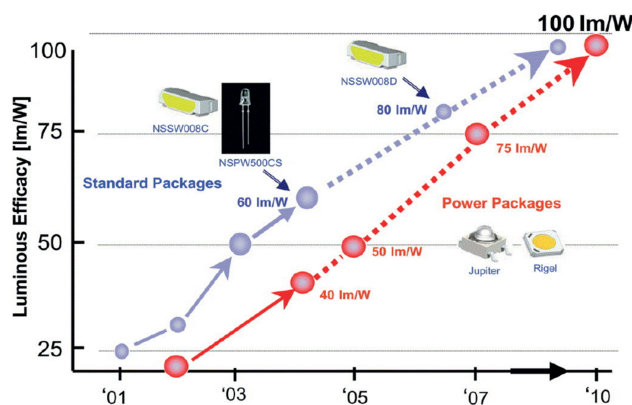 100 lm/W
100
75
50
25
Luminous Efficacy [lm/W]
NSSW008C
NSPW500CS
NSSW008D
80 lm/W
75 lm/W
Standard Packages
60 lm/W
Power Packages
50 lm/W
40 lm/W
Jupiter
Rigel
'01
'03
'05
'07
'10